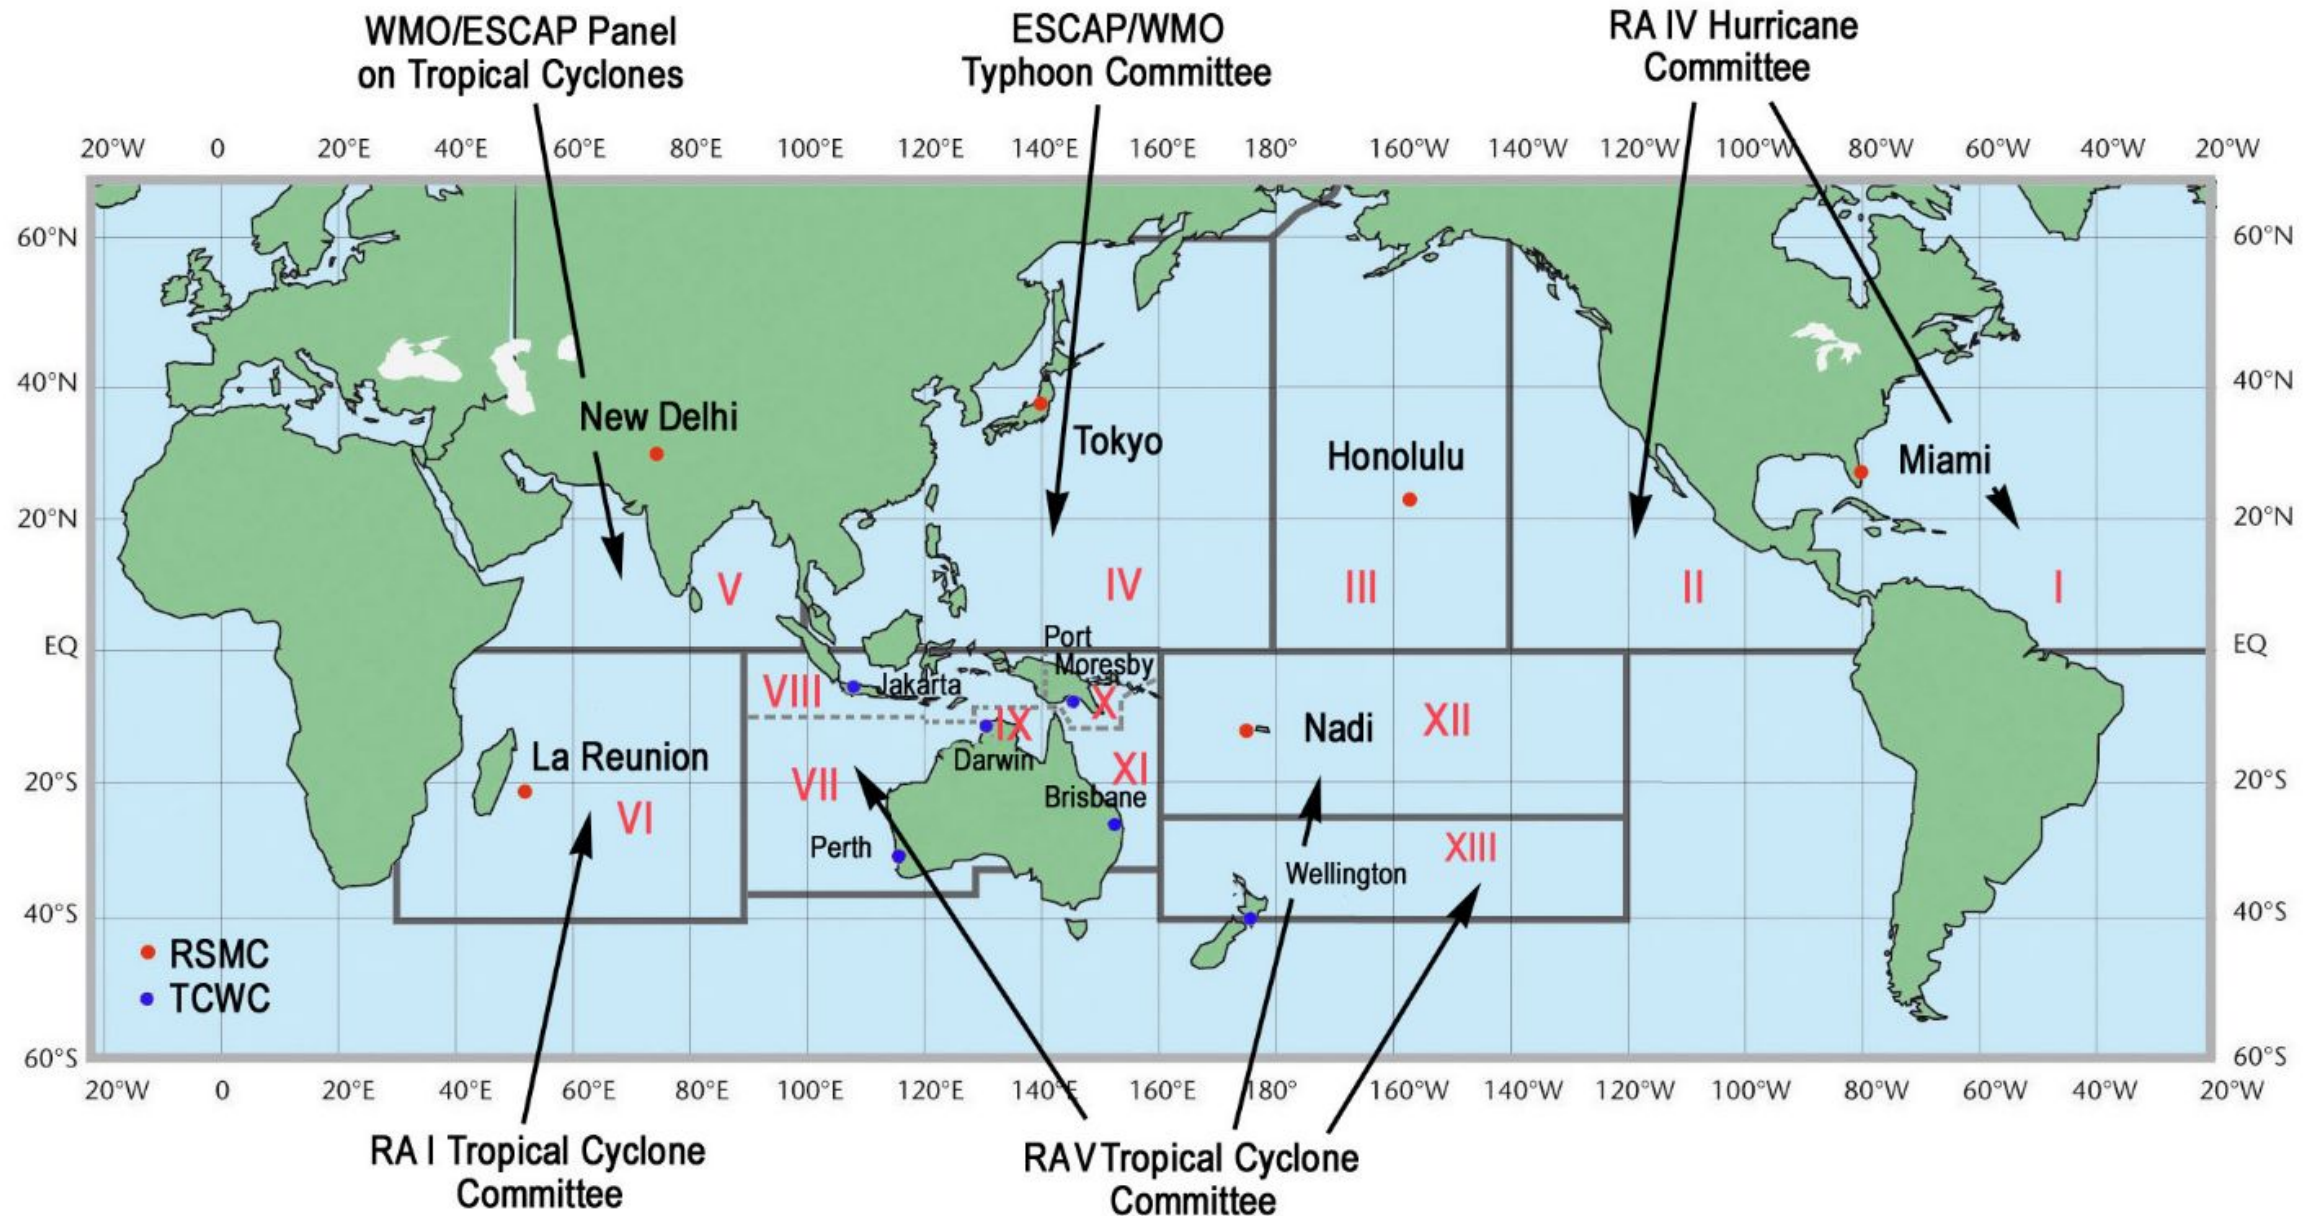 WMO/ESCAP Panel
on Tropical Cyclones
ESCAP/WMO
Typhoon Committee
RA IV Hurricane
Committee
20°W 0 20°E 40°E 60°E 80°E 100°E 120°E 140°E 160°E 180° 160°W 140°W 120°W 100°W 80°W 60°W 40°W 20°W
60°N 60°N
40°N 40°N
New Delhi
Tokyo
Honolulu
Miami
20°N 20°N
V IV III II I
EQ EQ
Port
Moresby
VIII Jakarta X
IX Nadi XII
La Reunion Darwin
VII XI
20°S 20°S
Brisbane
VI
Perth XIII
Wellington
40°S 40°S
RSMC
TCWC
60°S 60°S
20°W 0 20°E 40°E 60°E 80°E 100°E 120°E 140°E 160°E 180° 160°W 140°W 120°W 100°W 80°W 60°W 40°W 20°W
RA I Tropical Cyclone
Committee
RA V Tropical Cyclone
Committee